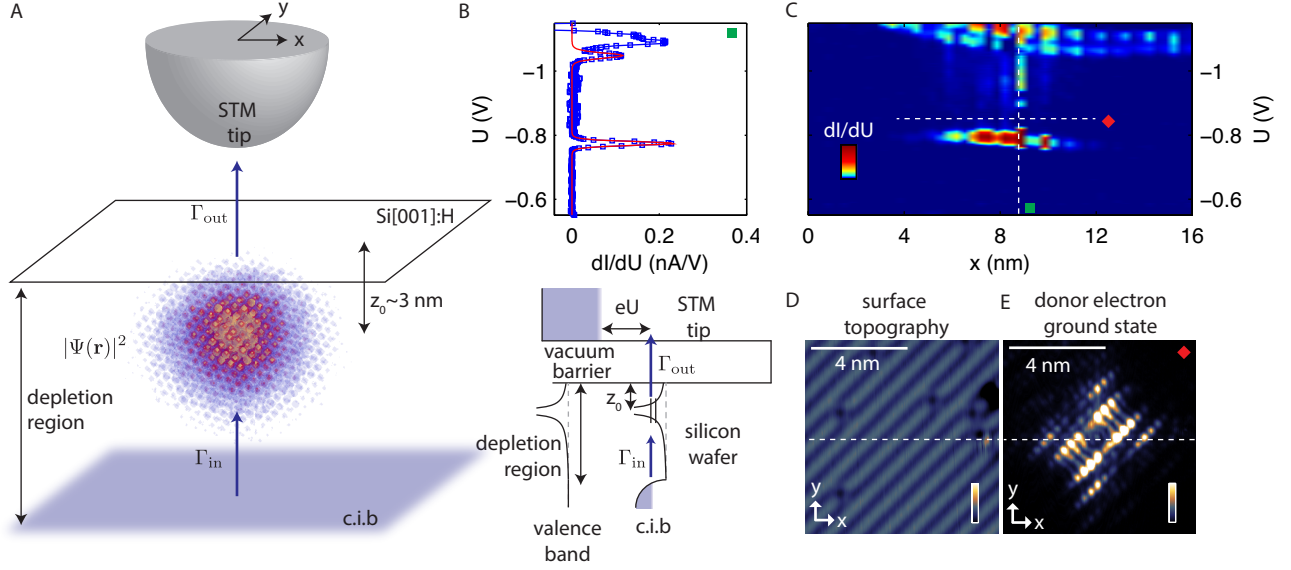 A
y
x
STM
tip
Γout
Si[001]:H
z0~3 nm
|Ψ(r)|²
depletion
region
Γin
c.i.b
B
U (V)
−1
−0.8
−0.6
0
0.2
0.4
dI/dU (nA/V)
C
dI/dU
−1
−0.8
−0.6
U (V)
0
4
8
12
16
x (nm)
eU
STM
tip
vacuum
barrier
Γout
z0
depletion
region
Γin
silicon
wafer
valence
band
c.i.b
D
surface
topography
4 nm
y
x
E
donor electron
ground state
4 nm
y
x